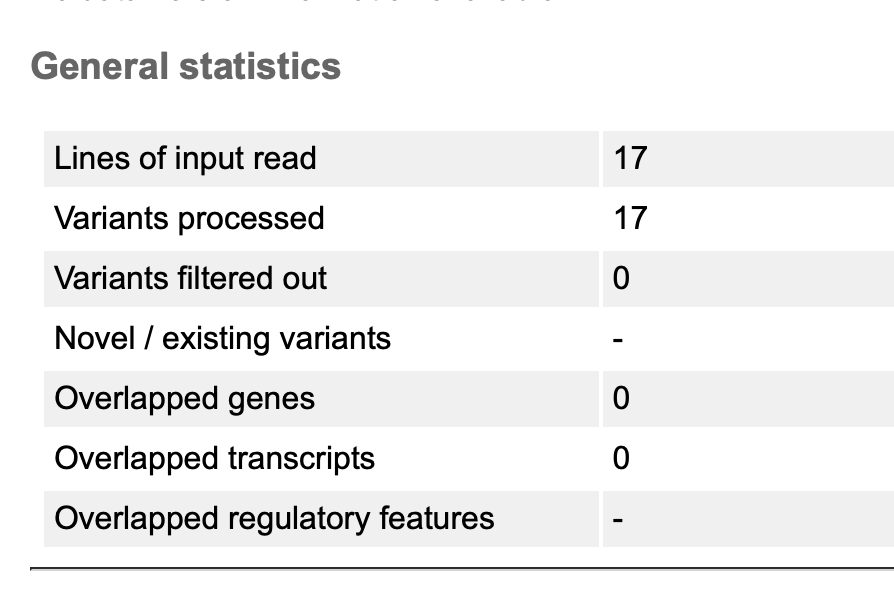 General statistics
Lines of input read 17
Variants processed 17
Variants filtered out 0
Novel / existing variants -
Overlapped genes 0
Overlapped transcripts 0
Overlapped regulatory features -